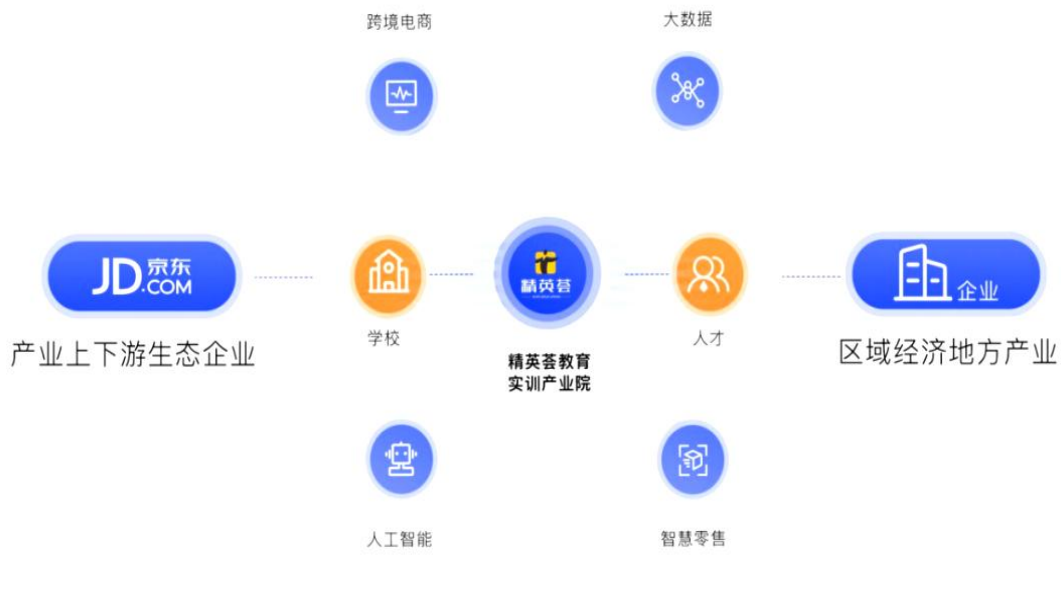 跨境电商
大数据
JD京东
.COM
精英荟
企业
学校
人才
产业上下游生态企业
精英荟教育
实训产业院
区域经济地方产业
人工智能
智慧零售